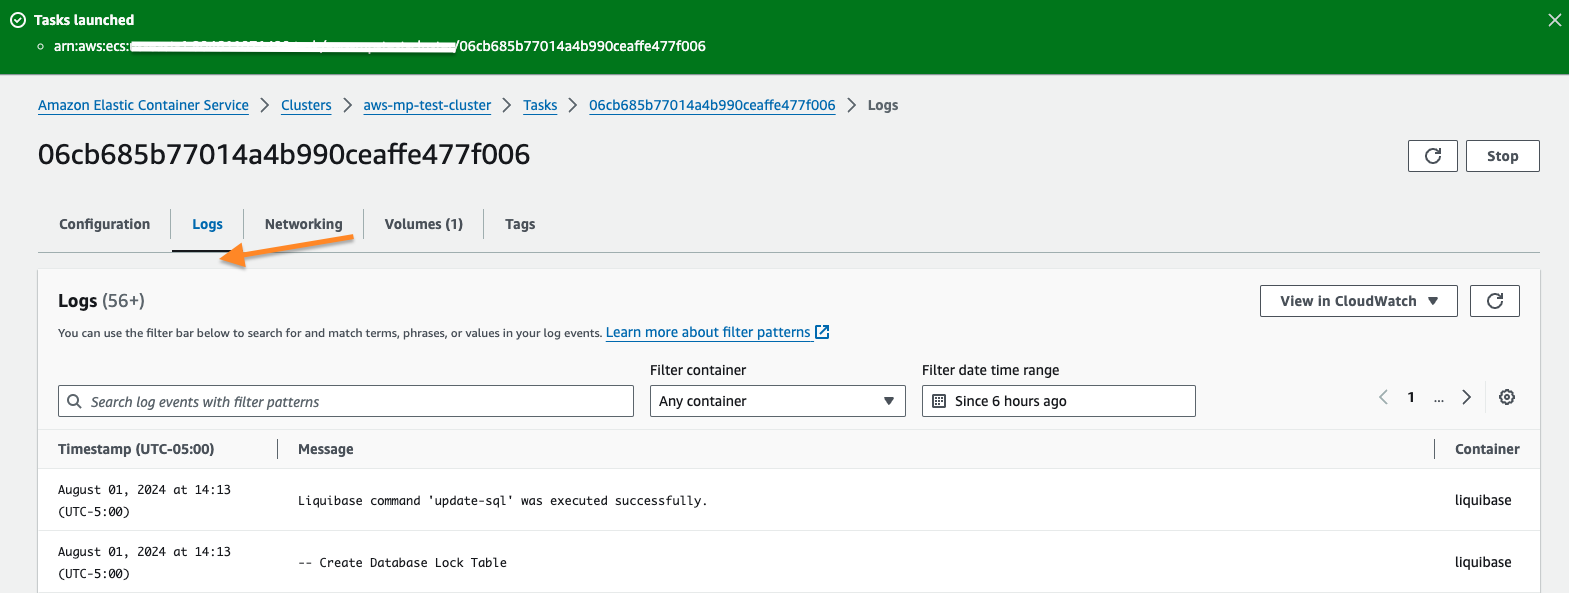 Tasks launched
arn:aws:ecs: /06cb685b77014a4b990ceaffe477f006
Amazon Elastic Container Service > Clusters > aws-mp-test-cluster > Tasks > 06cb685b77014a4b990ceaffe477f006 > Logs
06cb685b77014a4b990ceaffe477f006
Stop
Configuration Logs Networking Volumes (1) Tags
Logs (56+)
View in CloudWatch
You can use the filter bar below to search for and match terms, phrases, or values in your log events. Learn more about filter patterns
Filter container Filter date time range
Search log events with filter patterns Any container Since 6 hours ago 1 ...
Timestamp (UTC-05:00) Message Container
August 01, 2024 at 14:13
(UTC-5:00)
Liquibase command 'update-sql' was executed successfully. liquibase
August 01, 2024 at 14:13
(UTC-5:00)
-- Create Database Lock Table liquibase